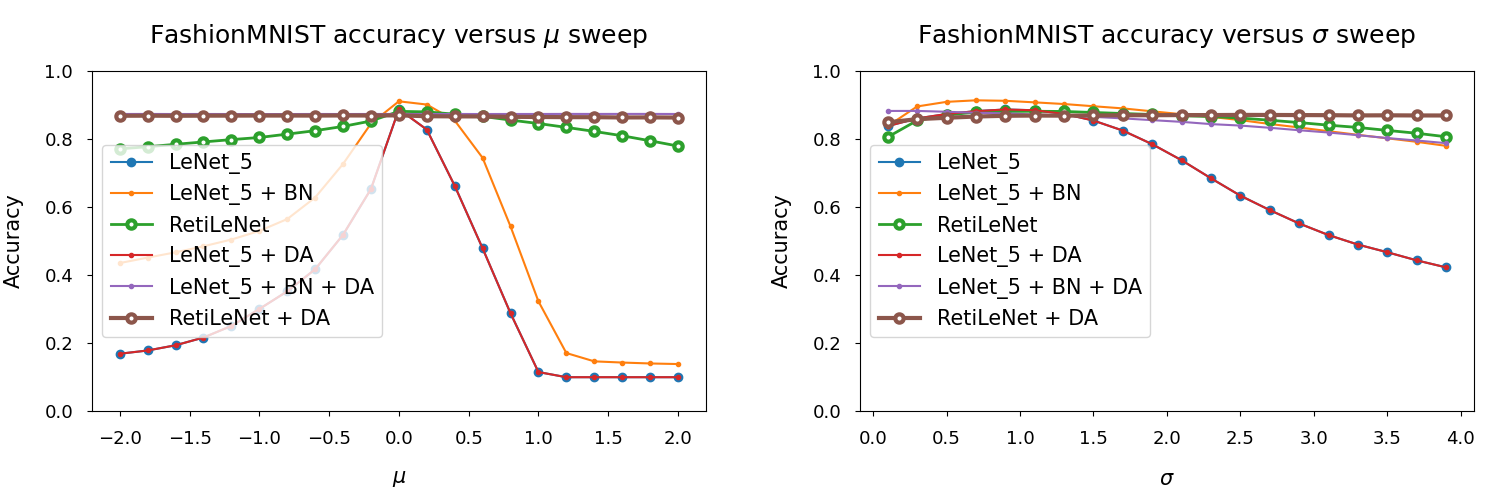 FashionMNIST accuracy versus μ sweep
1.0
0.8
0.6
0.4
0.2
0.0
Accuracy
LeNet_5
LeNet_5 + BN
RetiLeNet
LeNet_5 + DA
LeNet_5 + BN + DA
RetiLeNet + DA
−2.0 −1.5 −1.0 −0.5 0.0 0.5 1.0 1.5 2.0
μ
FashionMNIST accuracy versus σ sweep
1.0
0.8
0.6
0.4
0.2
0.0
Accuracy
LeNet_5
LeNet_5 + BN
RetiLeNet
LeNet_5 + DA
LeNet_5 + BN + DA
RetiLeNet + DA
0.0 0.5 1.0 1.5 2.0 2.5 3.0 3.5 4.0
σ